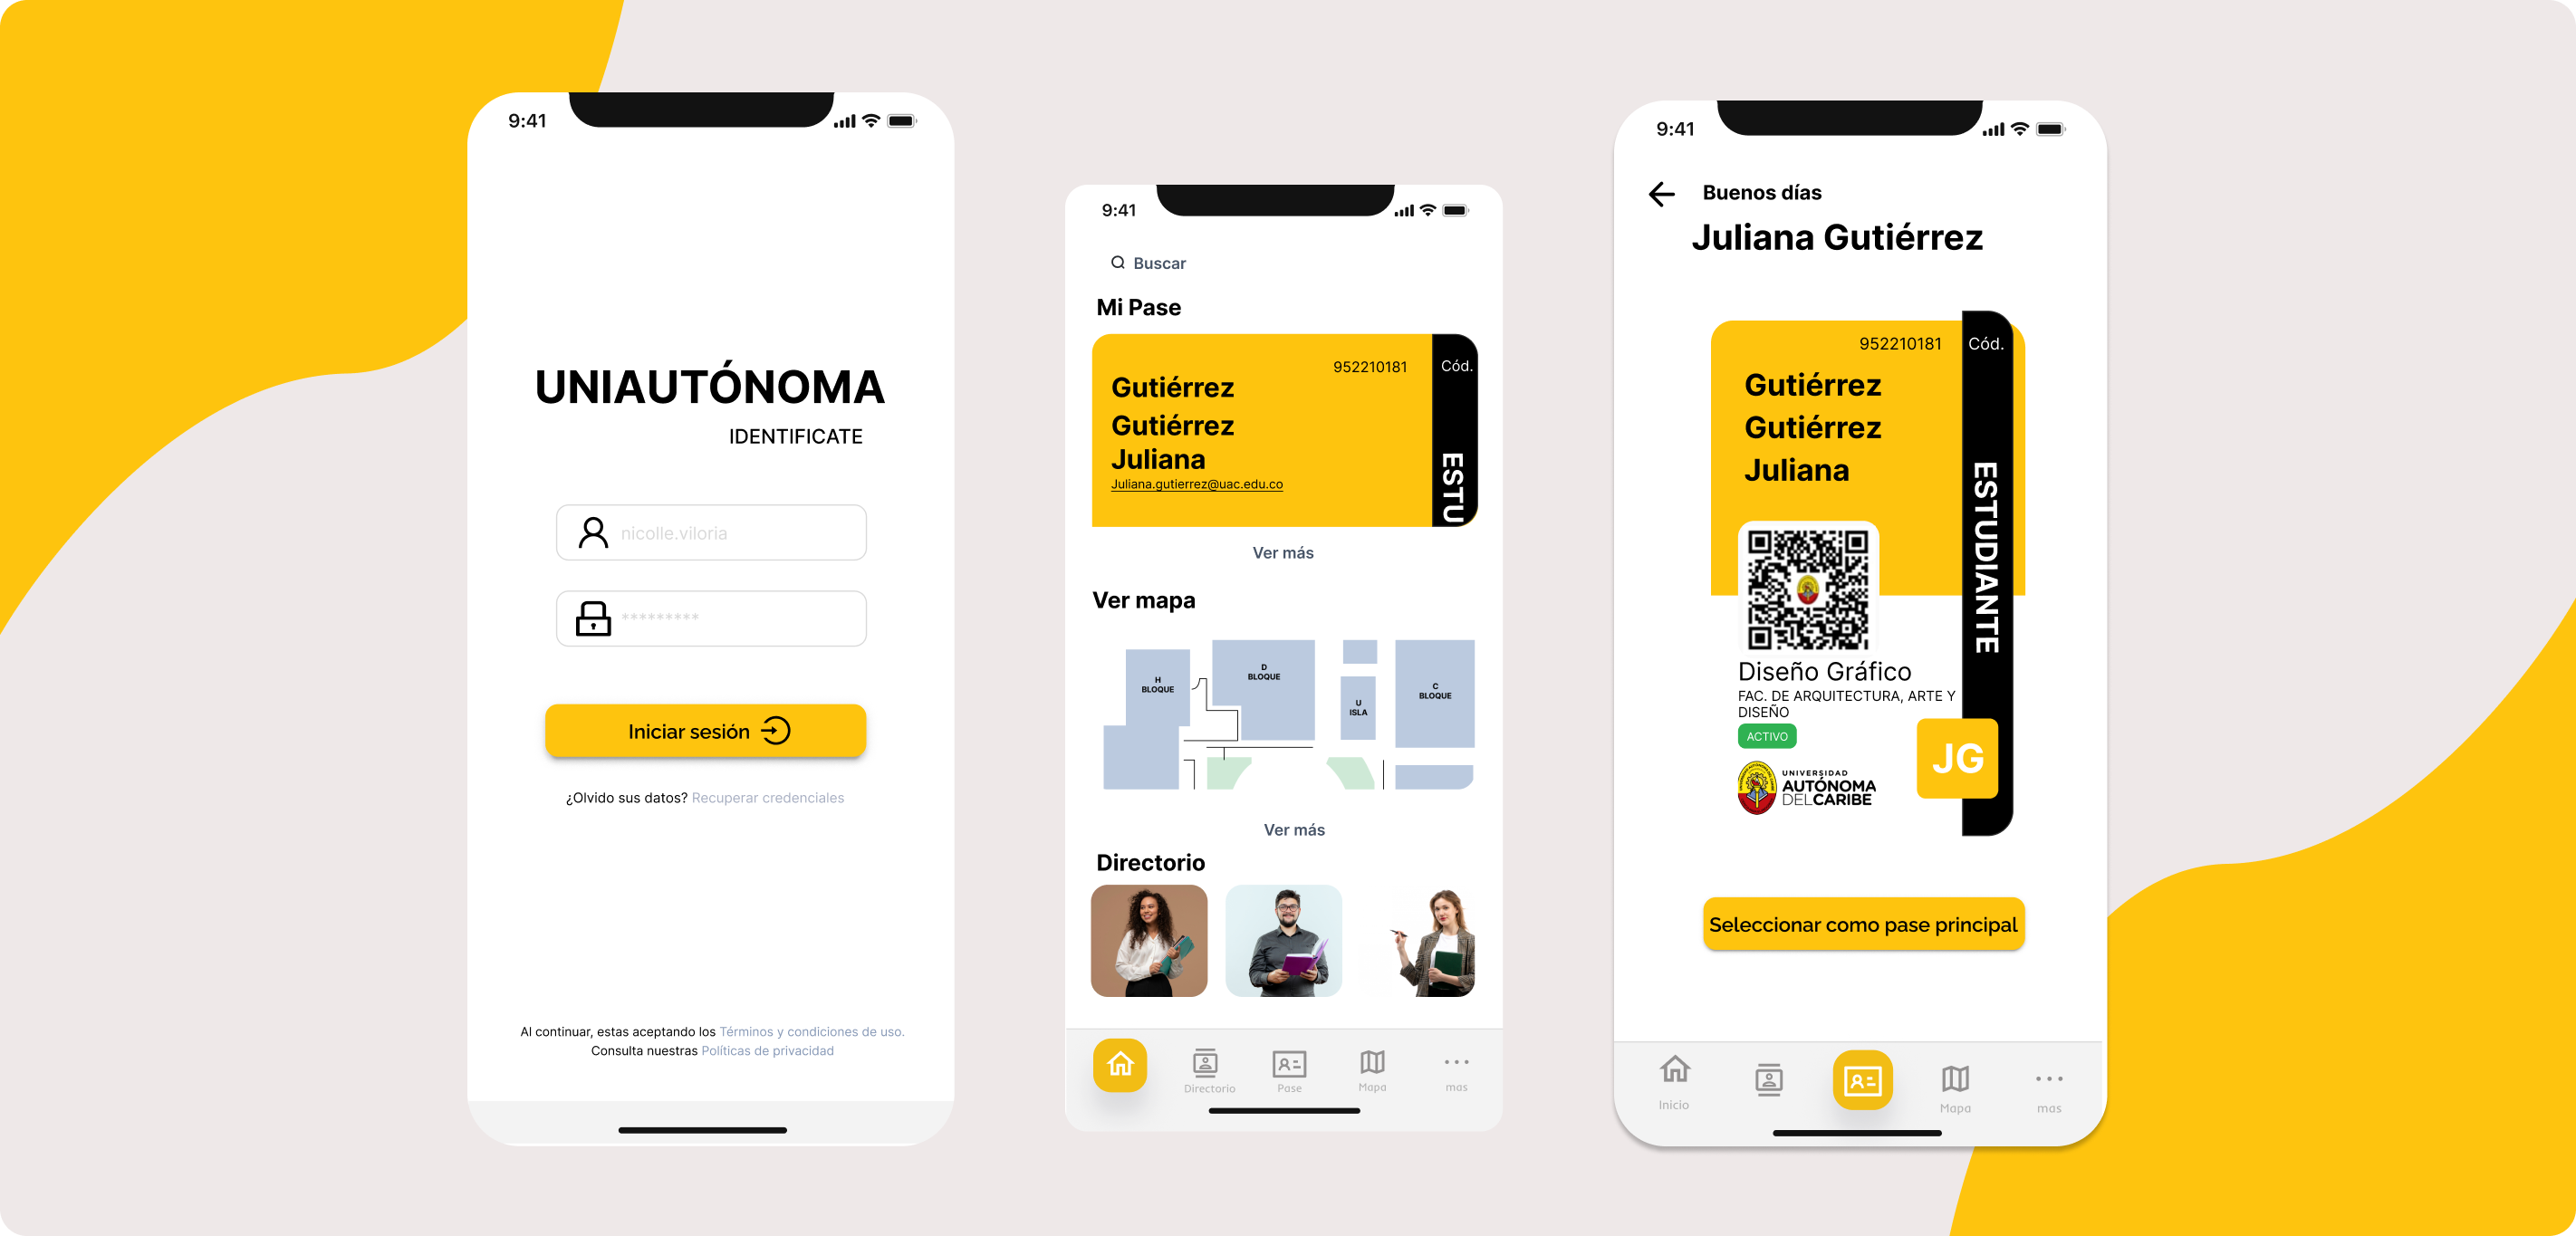 9:41
UNIAUTÓNOMA
IDENTIFICATE
nicolle.viloria
*********
Iniciar sesión
¿Olvido sus datos? Recuperar credenciales
Al continuar, estas aceptando los Términos y condiciones de uso.
Consulta nuestras Políticas de privacidad
9:41
Buscar
Mi Pase
952210181
Cód.
Gutiérrez
Gutiérrez
Juliana
Juliana.gutierrez@uac.edu.co
ESTU
Ver más
Ver mapa
H
BLOQUE
D
BLOQUE
U
ISLA
C
BLOQUE
Ver más
Directorio
Directorio
Pase
Mapa
mas
9:41
Buenos días
Juliana Gutiérrez
952210181
Cód.
Gutiérrez
Gutiérrez
Juliana
ESTUDIANTE
Diseño Gráfico
FAC. DE ARQUITECTURA, ARTE Y
DISEÑO
ACTIVO
JG
UNIVERSIDAD
AUTÓNOMA
DELCARIBE
Seleccionar como pase principal
Inicio
Mapa
mas